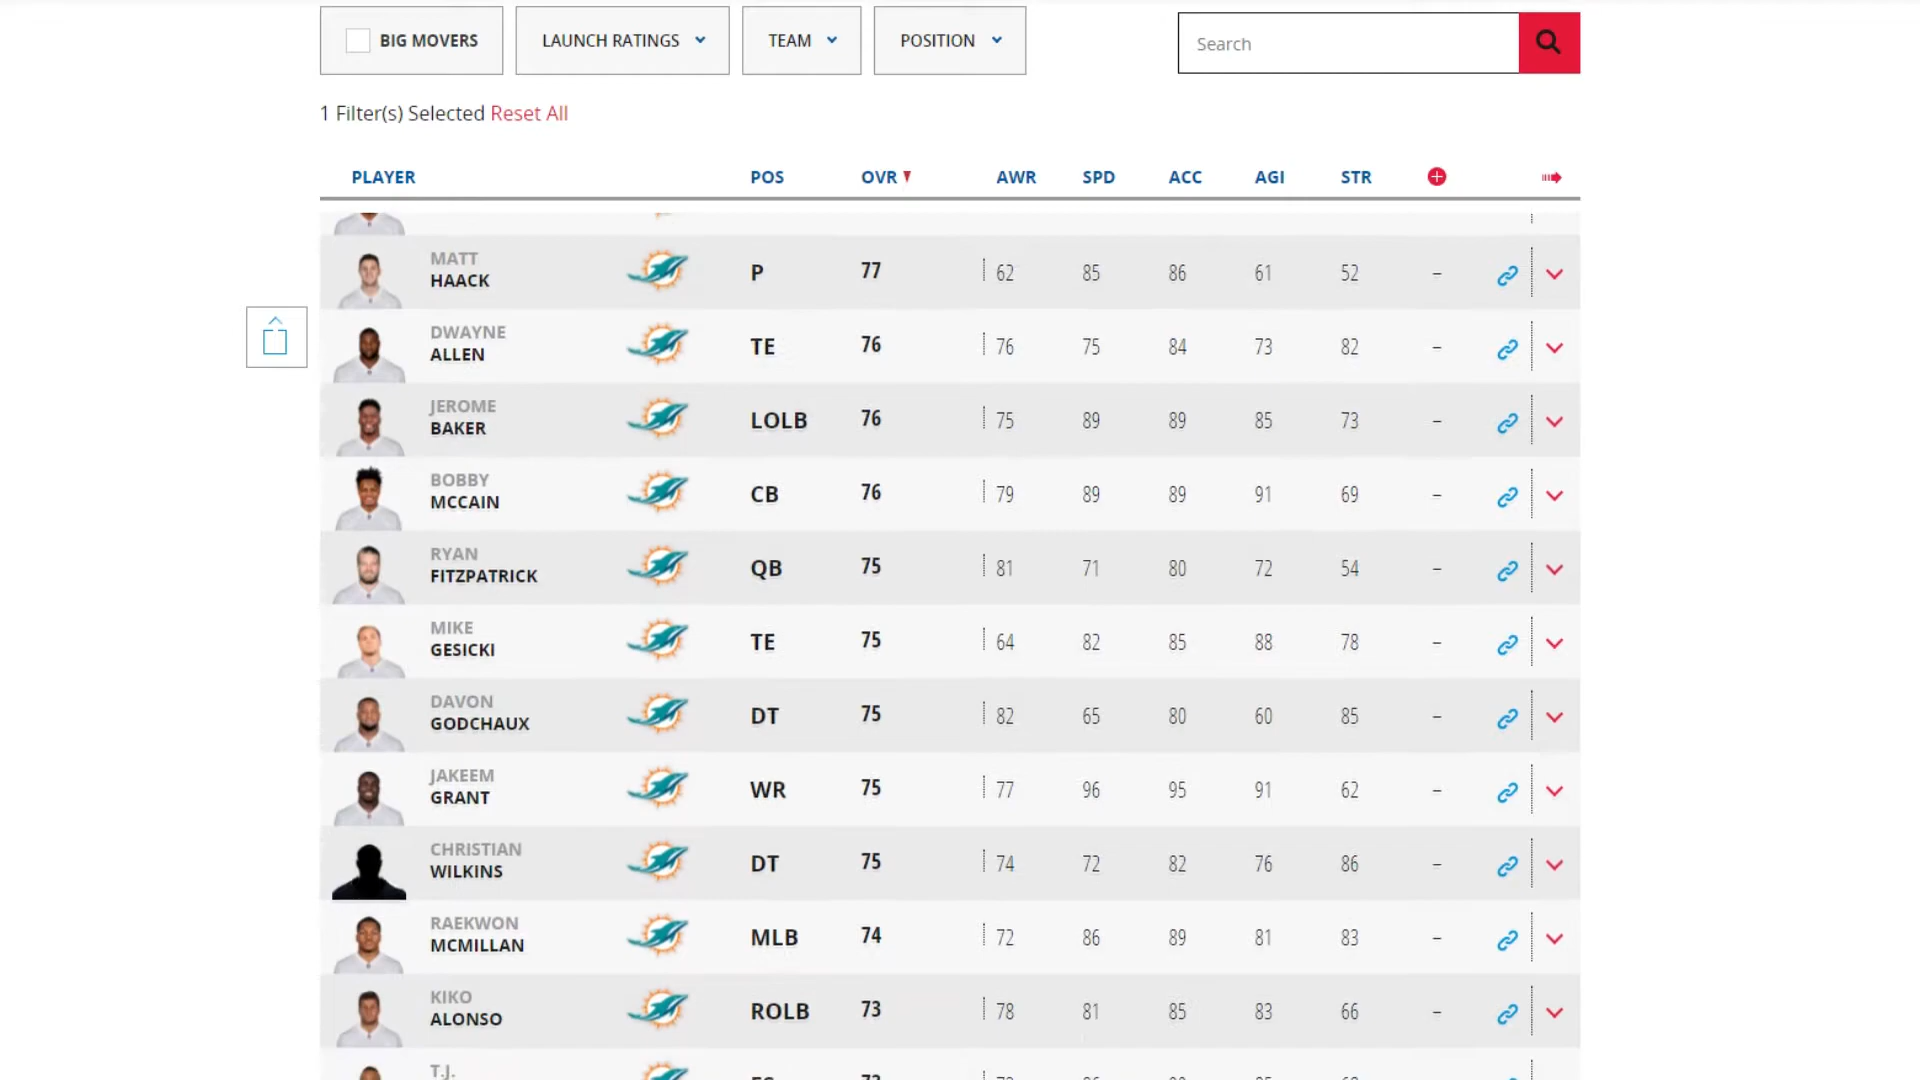 BIG MOVERS LAUNCH RATINGS TEAM POSITION Search
1 Filter(s) Selected Reset All
PLAYER POS OVR AWR SPD ACC AGI STR
MATT
HAACK P 77 62 85 86 61 52 –
DWAYNE
ALLEN TE 76 76 75 84 73 82 –
JEROME
BAKER LOLB 76 75 89 89 85 73 –
BOBBY
MCCAIN CB 76 79 89 89 91 69 –
RYAN
FITZPATRICK QB 75 81 71 80 72 54 –
MIKE
GESICKI TE 75 64 82 85 88 78 –
DAVON
GODCHAUX DT 75 82 65 80 60 85 –
JAKEEM
GRANT WR 75 77 96 95 91 62 –
CHRISTIAN
WILKINS DT 75 74 72 82 76 86 –
RAEKWON
MCMILLAN MLB 74 72 86 89 81 83 –
KIKO
ALONSO ROLB 73 78 81 85 83 66 –
T.J.